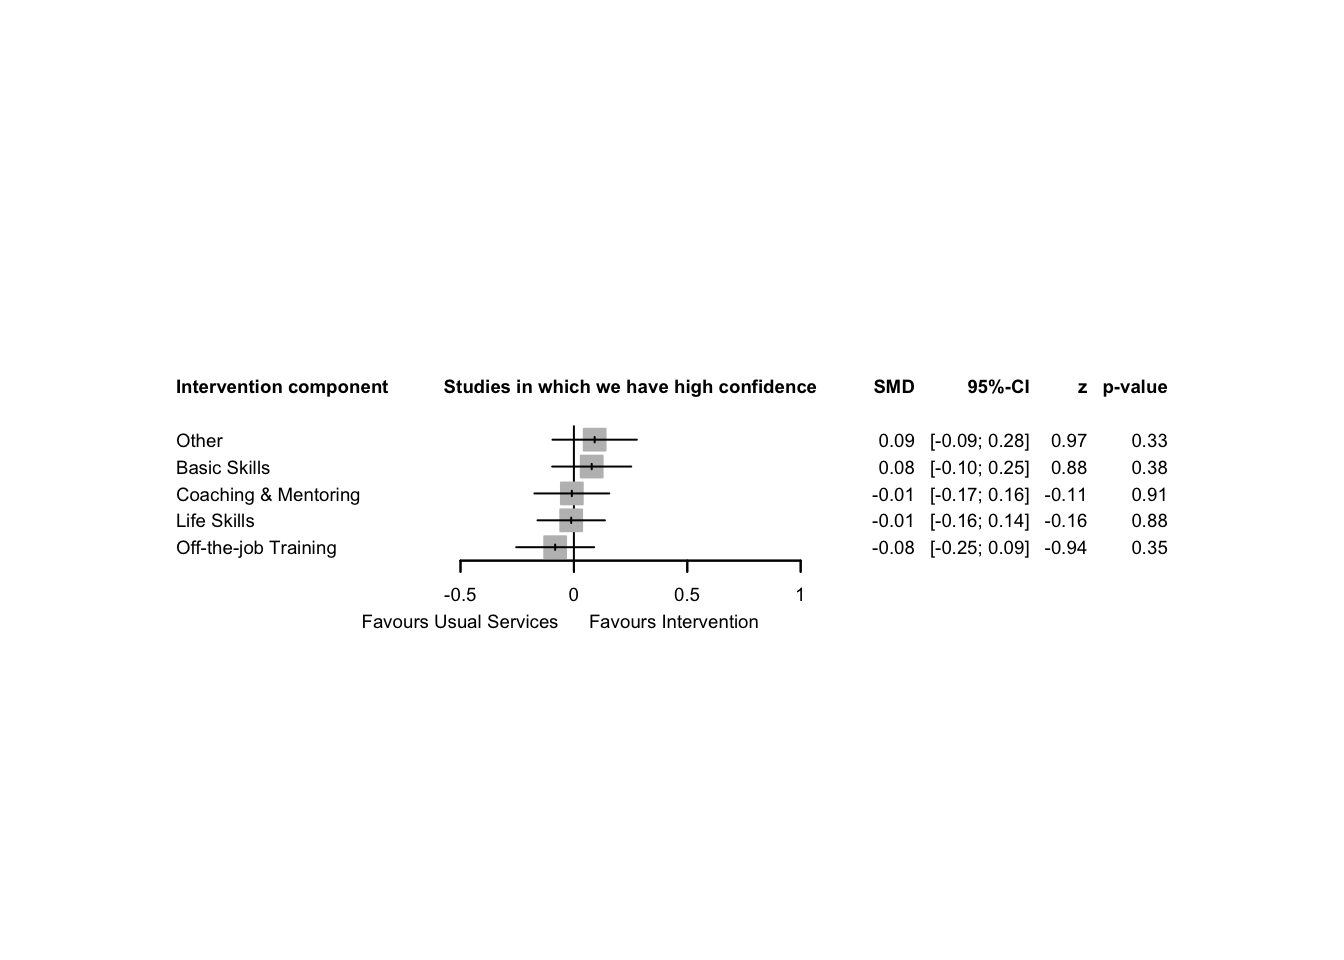 Intervention component Studies in which we have high confidence SMD 95%-CI z p-value
Other 0.09 [-0.09; 0.28] 0.97 0.33
Basic Skills 0.08 [-0.10; 0.25] 0.88 0.38
Coaching & Mentoring -0.01 [-0.17; 0.16] -0.11 0.91
Life Skills -0.01 [-0.16; 0.14] -0.16 0.88
Off-the-job Training -0.08 [-0.25; 0.09] -0.94 0.35
-0.5 0 0.5 1
Favours Usual Services Favours Intervention